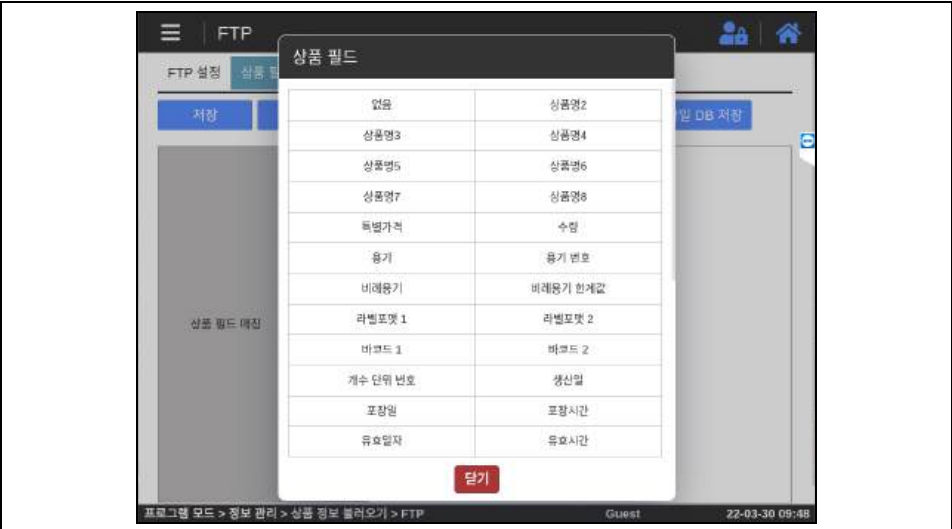 FTP
상품 필드
FTP 설정
상품 필
저장
일 DB 저장
없음
상품명2
상품명3
상품명4
상품명5
상품명6
상품명7
상품명8
특별가격
수량
용기
용기 번호
비례용기
비례용기 한계값
라벨포맷 1
라벨포맷 2
바코드 1
바코드 2
개수 단위 번호
생산일
포장일
포장시간
유효일자
유효시간
상품 필드 매칭
닫기
프로그램 모드 > 정보 관리 > 상품 정보 불러오기 > FTP
Guest
22-03-30 09:48